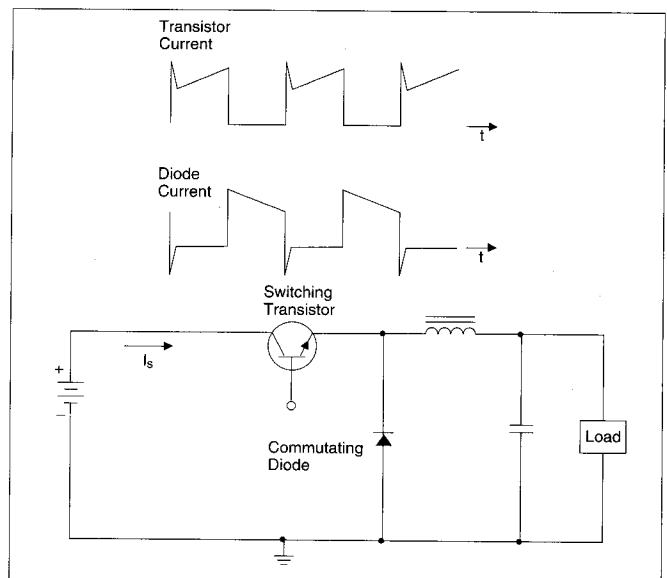 Transistor
Current
t
Diode
Current
t
Switching
Transistor
+
Is
−
Commutating
Diode
Load